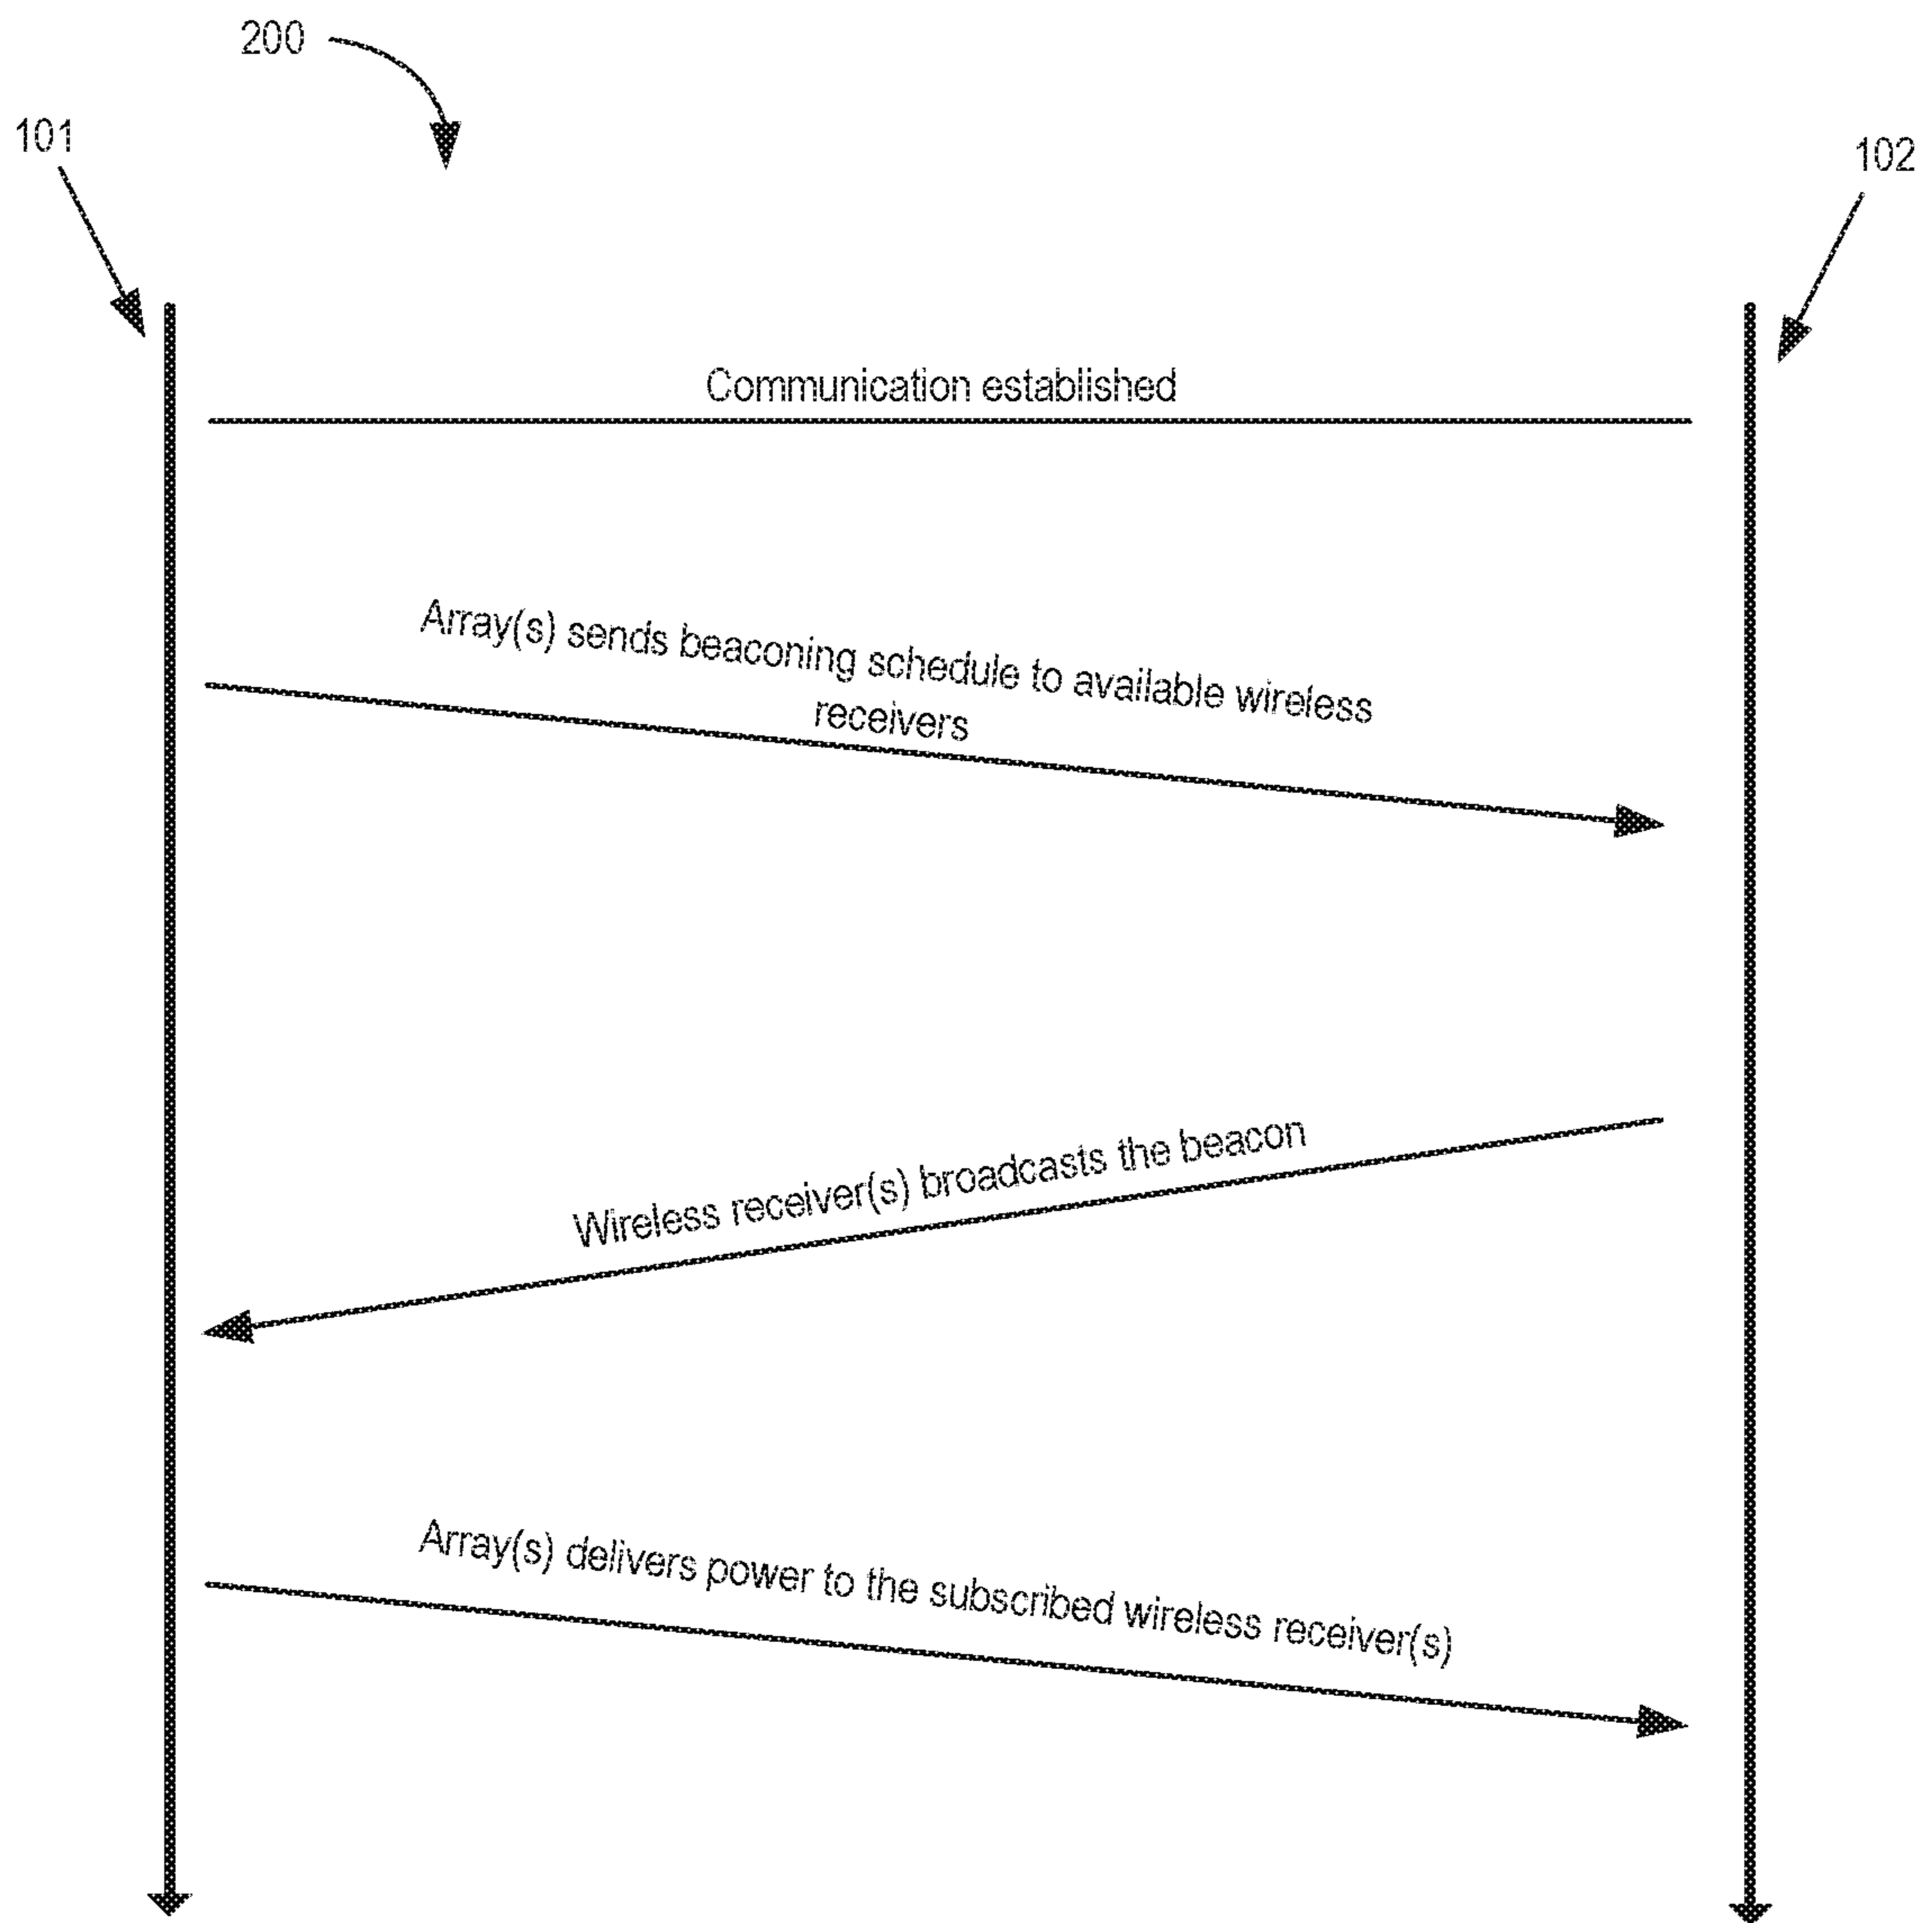 200
101
102
Communication established
Array(s) sends beaconing schedule to available wireless
receivers
Wireless receiver(s) broadcasts the beacon
Array(s) delivers power to the subscribed wireless receiver(s)